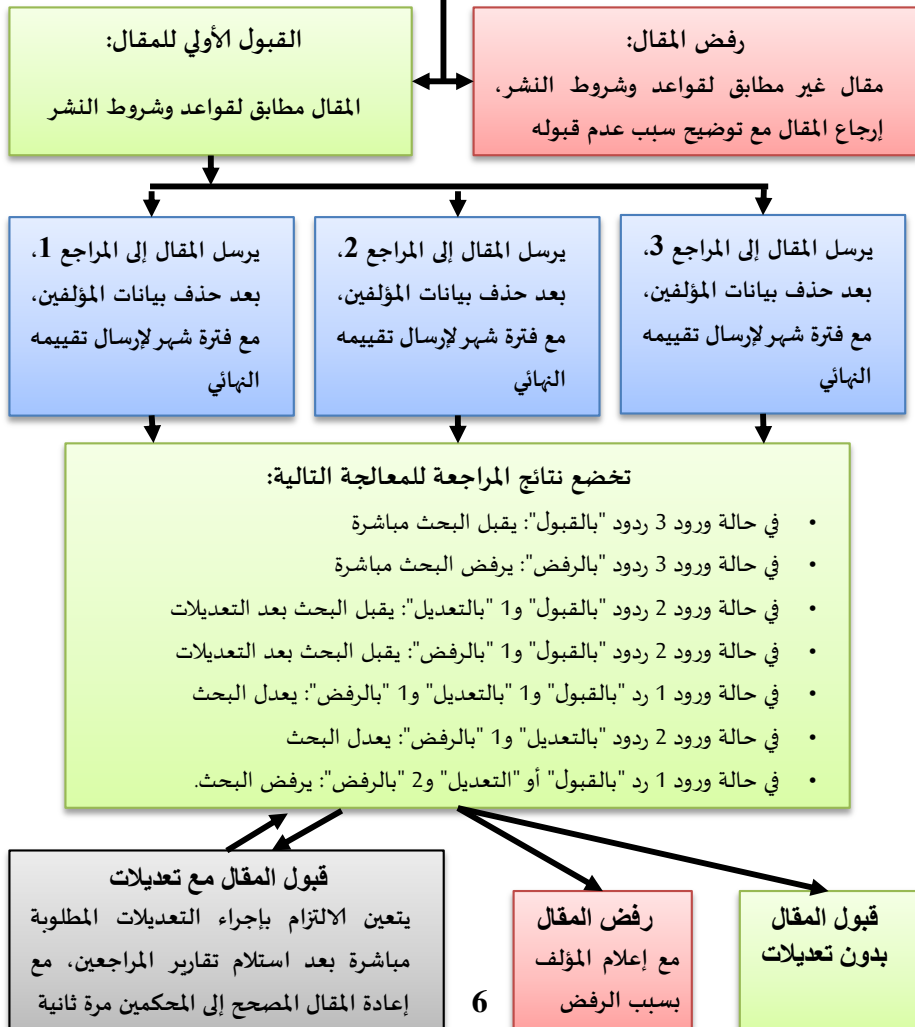 رفض المقال:
مقال غير مطابق لقواعد وشروط النشر،
إرجاع المقال مع توضيح سبب عدم قبوله
القبول الأولي للمقال:
المقال مطابق لقواعد وشروط النشر
يرسل المقال إلى المراجع 3،
بعد حذف بيانات المؤلفين،
مع فترة شهر لإرسال تقييمه
النهائي
يرسل المقال إلى المراجع 2،
بعد حذف بيانات المؤلفين،
مع فترة شهر لإرسال تقييمه
النهائي
يرسل المقال إلى المراجع 1،
بعد حذف بيانات المؤلفين،
مع فترة شهر لإرسال تقييمه
النهائي
تخضع نتائج المراجعة للمعالجة التالية:
• في حالة ورود 3 ردود "بالقبول": يقبل البحث مباشرة
• في حالة ورود 3 ردود "بالرفض": يرفض البحث مباشرة
• في حالة ورود 2 ردود "بالقبول" و1 "بالتعديل": يقبل البحث بعد التعديلات
• في حالة ورود 2 ردود "بالقبول" و1 "بالرفض": يقبل البحث بعد التعديلات
• في حالة ورود 1 رد "بالقبول" و1 "بالتعديل" و1 "بالرفض": يعدل البحث
• في حالة ورود 2 ردود "بالتعديل" و1 "بالرفض": يعدل البحث
• في حالة ورود 1 رد "بالقبول" أو "التعديل" و2 "بالرفض": يرفض البحث.
قبول المقال
بدون تعديلات
رفض المقال
مع إعلام المؤلف
بسبب الرفض
قبول المقال مع تعديلات
يتعين الالتزام بإجراء التعديلات المطلوبة
مباشرة بعد استلام تقارير المراجعين، مع
إعادة المقال المصحح إلى المحكمين مرة ثانية
6